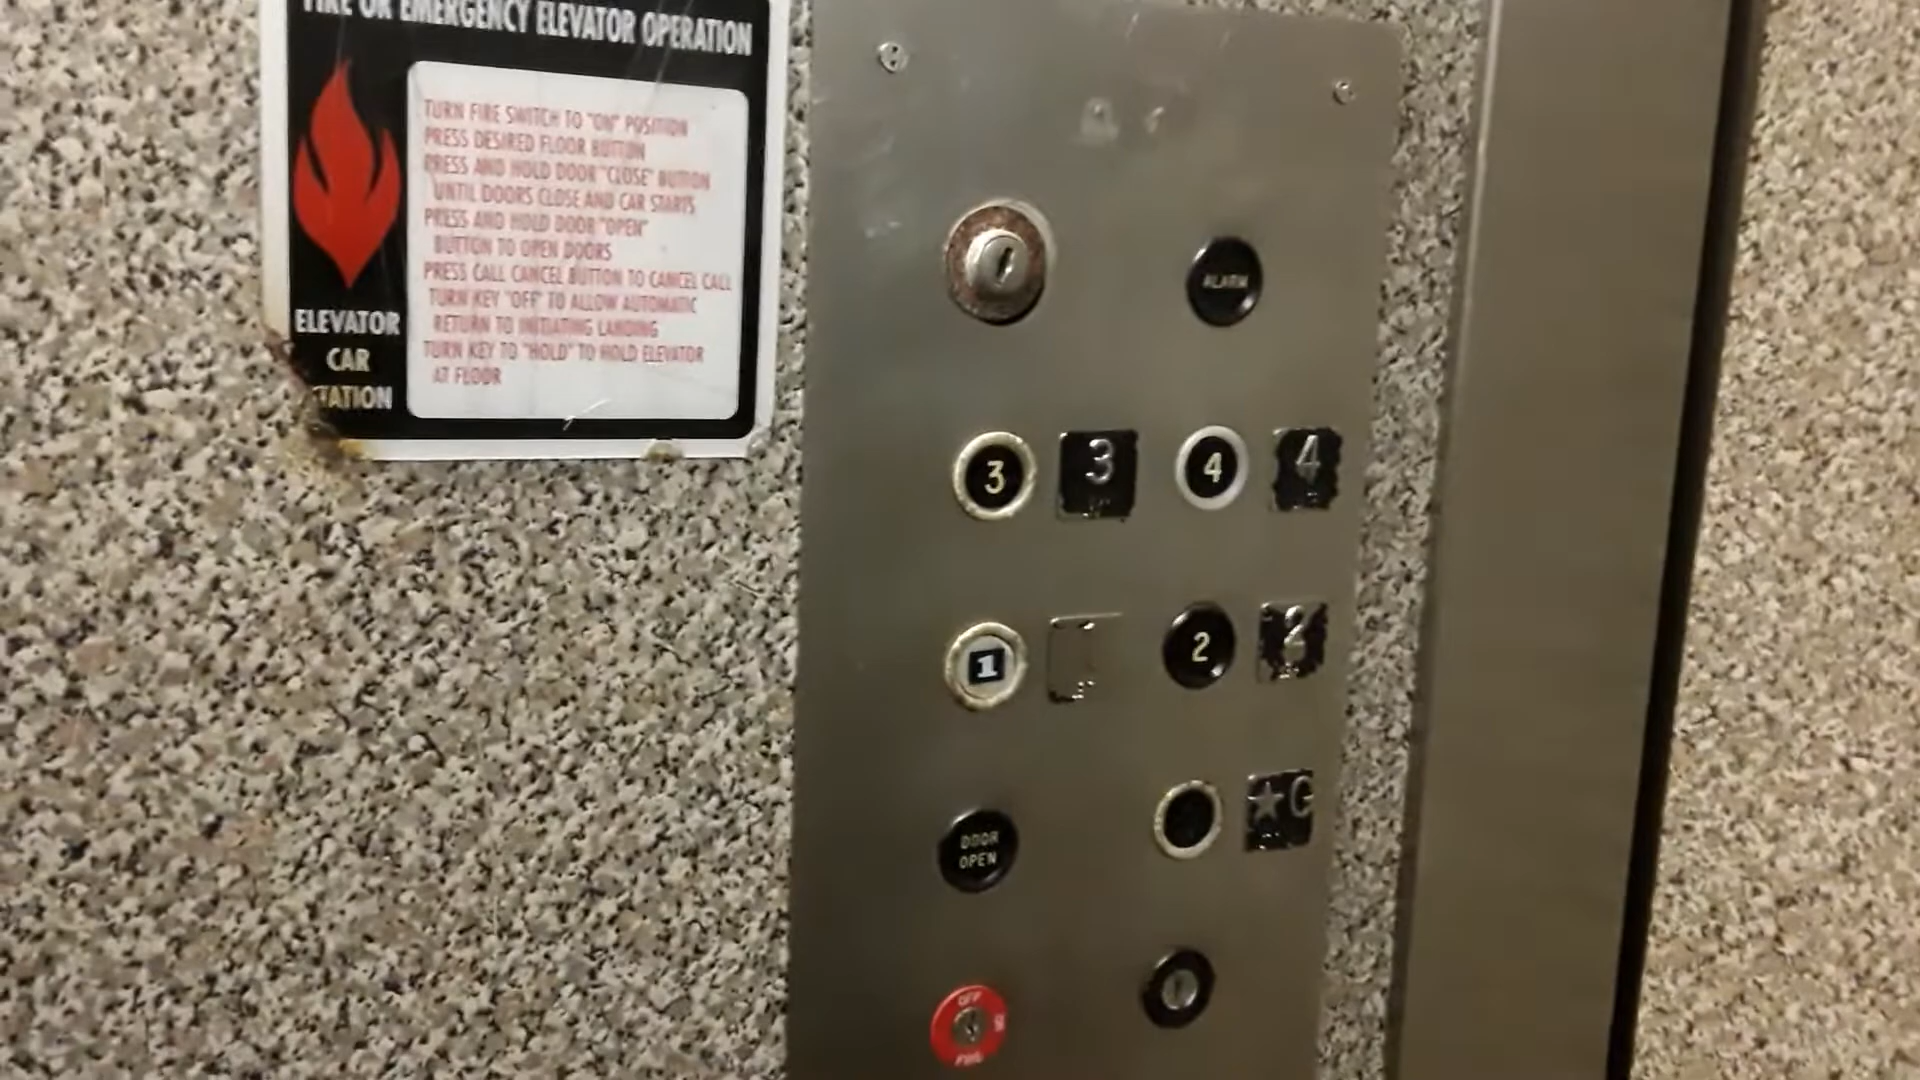 FIRE OR EMERGENCY ELEVATOR OPERATION
TURN FIRE SWITCH TO "ON" POSITION
PRESS DESIRED FLOOR BUTTON
PRESS AND HOLD DOOR "CLOSE" BUTTON
UNTIL DOORS CLOSE AND CAR STARTS
PRESS AND HOLD DOOR "OPEN"
BUTTON TO OPEN DOORS
PRESS CALL CANCEL BUTTON TO CANCEL CALL
TURN KEY "OFF" TO ALLOW AUTOMATIC
RETURN TO INITIATING LANDING
TURN KEY TO "HOLD" TO HOLD ELEVATOR
AT FLOOR
ELEVATOR
CAR
STATION
ALARM
3 3 4 4
1 1 2 2
DOOR
OPEN
★G
OFF
FIRE